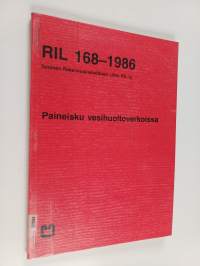 RIL 168–1986
Suomen Rakennusinsinöörien Liitto RIL r.y.
Paineisku vesihuoltoverkoissa